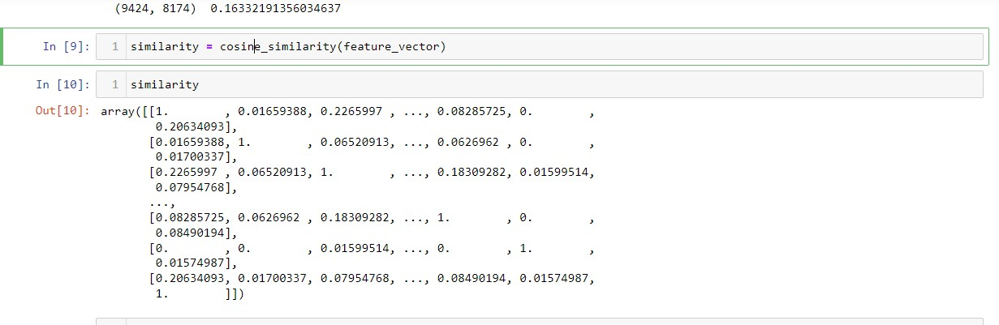 (9424, 8174)  0.16332191356034637
In [9]: 1 similarity = cosine_similarity(feature_vector)
In [10]: 1 similarity
Out[10]: array([[1.        , 0.01659388, 0.2265997 , ..., 0.08285725, 0.        ,
        0.20634093],
       [0.01659388, 1.        , 0.06520913, ..., 0.0626962 , 0.        ,
        0.01700337],
       [0.2265997 , 0.06520913, 1.        , ..., 0.18309282, 0.01599514,
        0.07954768],
       ...,
       [0.08285725, 0.0626962 , 0.18309282, ..., 1.        , 0.        ,
        0.08490194],
       [0.        , 0.        , 0.01599514, ..., 0.        , 1.        ,
        0.01574987],
       [0.20634093, 0.01700337, 0.07954768, ..., 0.08490194, 0.01574987,
        1.        ]])